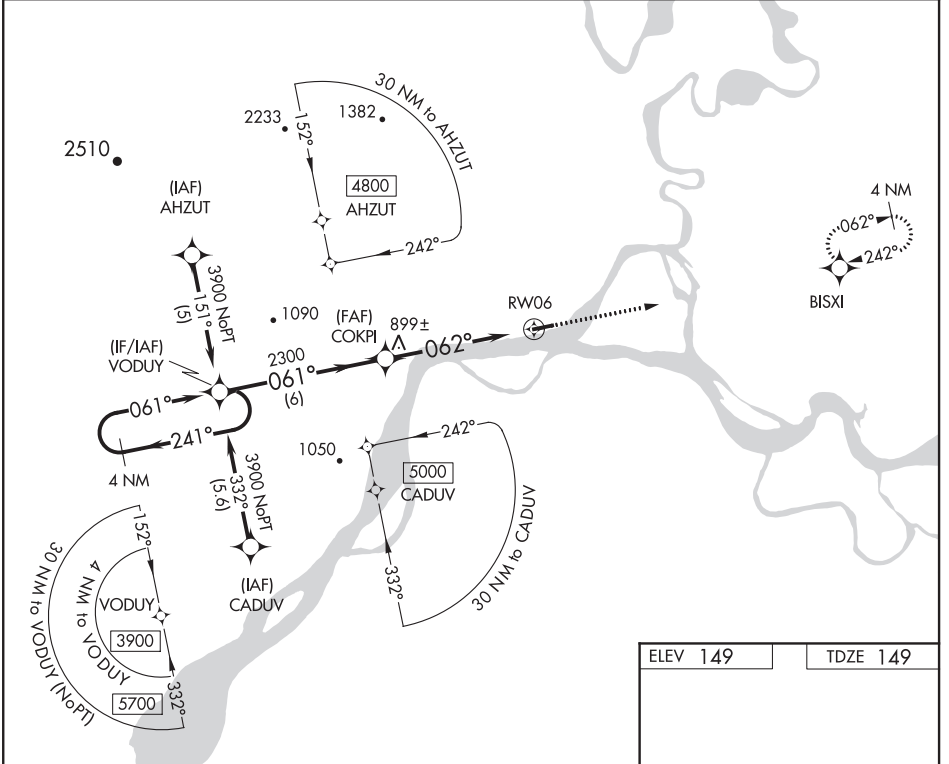 30 NM to AHZUT
2233
1382
152°
2510
4800
AHZUT
242°
(IAF)
AHZUT
4 NM
062°
242°
BISXI
3900 NoPT
151°
(5)
1090
(FAF)
COKPI
899±
RW06
062°
(IF/IAF)
VODUY
2300
061°
(6)
061°
241°
4 NM
3900 NoPT
332°
(5.6)
1050
242°
5000
CADUV
332°
30 NM to CADUV
(IAF)
CADUV
152°
30 NM to VODUY (NoPT)
4 NM to VODUY
VODUY
3900
5700
332°
ELEV 149
TDZE 149